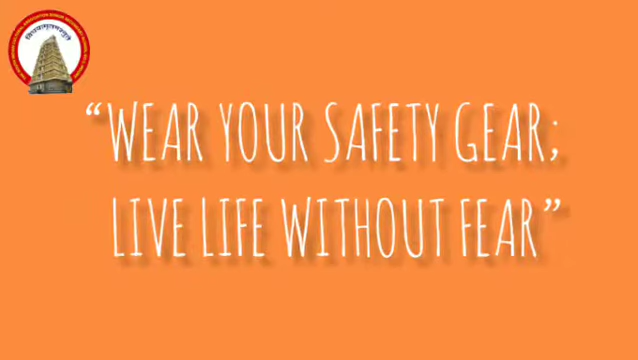 “WEAR YOUR SAFETY GEAR;
LIVE LIFE WITHOUT FEAR”